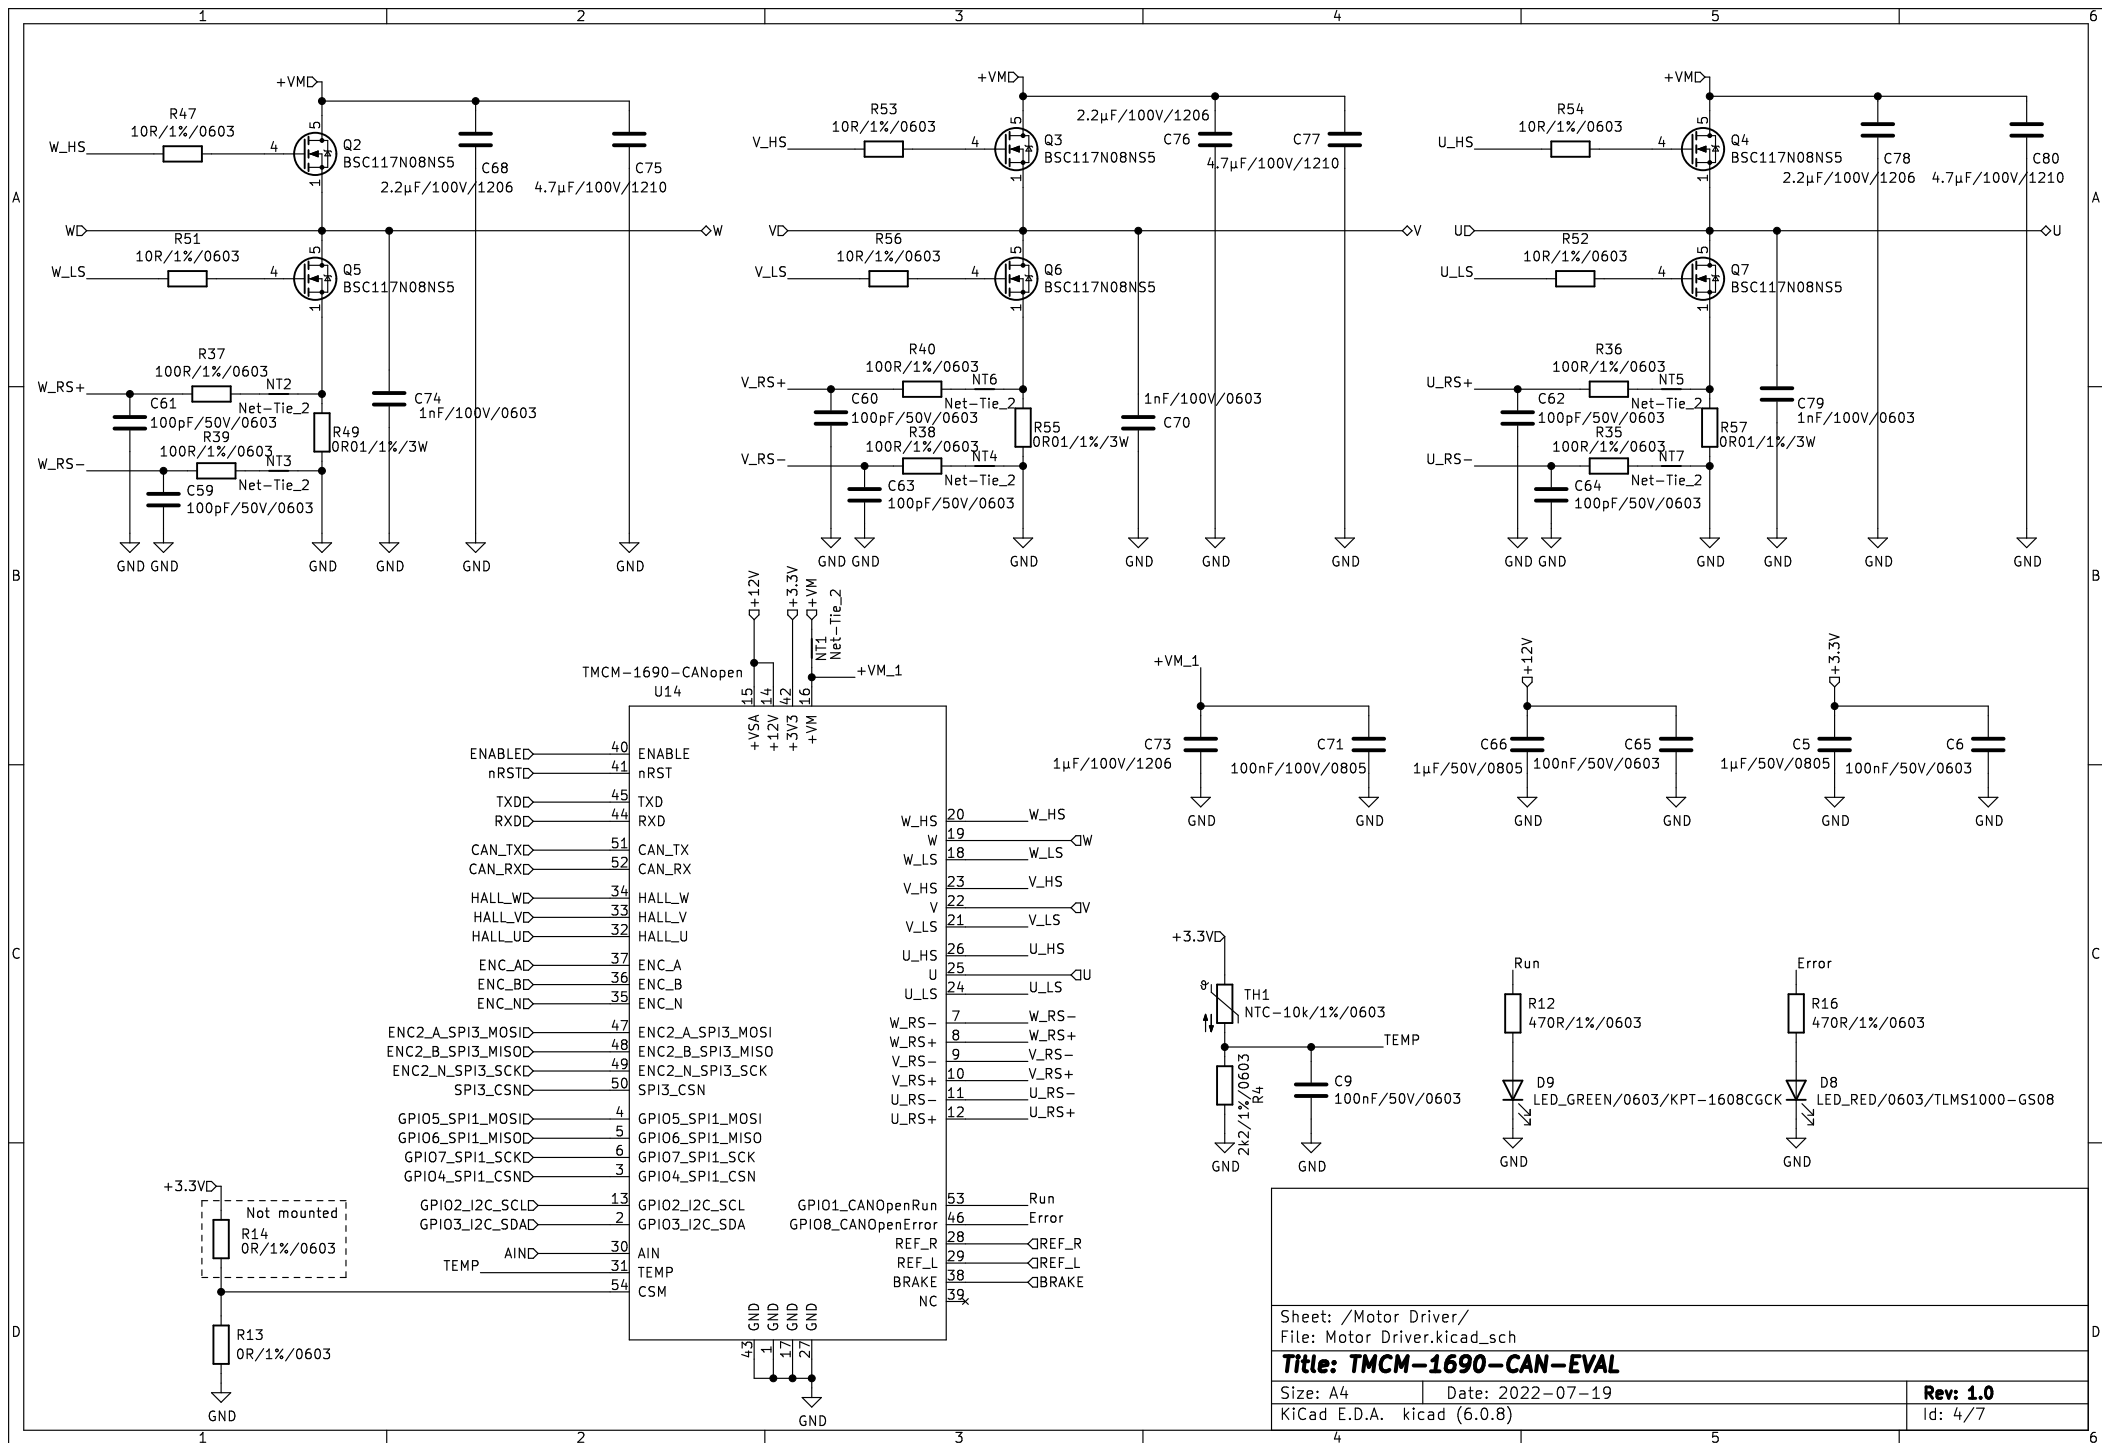 1 2 3 4 5 6
A
B
C
D
A
B
C
D
+VM
R47
10R/1%/0603
W_HS
4
5
1
Q2
BSC117N08NS5
C68
2.2µF/100V/1206
C75
4.7µF/100V/1210
W
W
R51
10R/1%/0603
W_LS
4
5
1
Q5
BSC117N08NS5
R37
100R/1%/0603
W_RS+
NT2
Net-Tie_2
C61
100pF/50V/0603
R39
100R/1%/0603
W_RS-
NT3
Net-Tie_2
C59
100pF/50V/0603
R49
0R01/1%/3W
C74
1nF/100V/0603
GND GND GND GND GND GND
+VM
R53
10R/1%/0603
V_HS
4
5
1
Q3
BSC117N08NS5
2.2µF/100V/1206
C76
C77
4.7µF/100V/1210
V
V
R56
10R/1%/0603
V_LS
4
5
1
Q6
BSC117N08NS5
R40
100R/1%/0603
V_RS+
NT6
Net-Tie_2
C60
100pF/50V/0603
R38
100R/1%/0603
V_RS-
NT4
Net-Tie_2
C63
100pF/50V/0603
R55
0R01/1%/3W
1nF/100V/0603
C70
GND GND GND GND GND GND
+VM
R54
10R/1%/0603
U_HS
4
5
1
Q4
BSC117N08NS5
C78
2.2µF/100V/1206
C80
4.7µF/100V/1210
U
U
R52
10R/1%/0603
U_LS
4
5
1
Q7
BSC117N08NS5
R36
100R/1%/0603
U_RS+
NT5
Net-Tie_2
C62
100pF/50V/0603
R35
100R/1%/0603
U_RS-
NT7
Net-Tie_2
C64
100pF/50V/0603
R57
0R01/1%/3W
C79
1nF/100V/0603
GND GND GND GND GND GND
+12V
+3.3V
+VM
NT1
Net-Tie_2
+VM_1
TMCM-1690-CANopen
U14
15 14 42 16
+VSA +12V +3V3 +VM
ENABLE 40 ENABLE
nRST 41 nRST
TXD 45 TXD
RXD 44 RXD
CAN_TX 51 CAN_TX
CAN_RX 52 CAN_RX
HALL_W 34 HALL_W
HALL_V 33 HALL_V
HALL_U 32 HALL_U
ENC_A 37 ENC_A
ENC_B 36 ENC_B
ENC_N 35 ENC_N
ENC2_A_SPI3_MOSI 47 ENC2_A_SPI3_MOSI
ENC2_B_SPI3_MISO 48 ENC2_B_SPI3_MISO
ENC2_N_SPI3_SCK 49 ENC2_N_SPI3_SCK
SPI3_CSN 50 SPI3_CSN
GPIO5_SPI1_MOSI 4 GPIO5_SPI1_MOSI
GPIO6_SPI1_MISO 5 GPIO6_SPI1_MISO
GPIO7_SPI1_SCK 6 GPIO7_SPI1_SCK
GPIO4_SPI1_CSN 3 GPIO4_SPI1_CSN
GPIO2_I2C_SCL 13 GPIO2_I2C_SCL
GPIO3_I2C_SDA 2 GPIO3_I2C_SDA
AIN 30 AIN
TEMP 31 TEMP
54 CSM
W_HS 20 W_HS
W 19 W
W_LS 18 W_LS
V_HS 23 V_HS
V 22 V
V_LS 21 V_LS
U_HS 26 U_HS
U 25 U
U_LS 24 U_LS
W_RS- 7 W_RS-
W_RS+ 8 W_RS+
V_RS- 9 V_RS-
V_RS+ 10 V_RS+
U_RS- 11 U_RS-
U_RS+ 12 U_RS+
GPIO1_CANOpenRun 53 Run
GPIO8_CANOpenError 46 Error
REF_R 28 REF_R
REF_L 29 REF_L
BRAKE 38 BRAKE
NC 39
GND GND GND GND
43 1 17 27
GND
+3.3V
Not mounted
R14
0R/1%/0603
R13
0R/1%/0603
GND
+VM_1
C73
1µF/100V/1206
C71
100nF/100V/0805
GND GND
+12V
C66
1µF/50V/0805
C65
100nF/50V/0603
GND GND
+3.3V
C5
1µF/50V/0805
C6
100nF/50V/0603
GND GND
+3.3V
ϑ
TH1
NTC-10k/1%/0603
TEMP
2k2/1%/0603
R4
C9
100nF/50V/0603
GND GND
Run
R12
470R/1%/0603
D9
LED_GREEN/0603/KPT-1608CGCK
GND
Error
R16
470R/1%/0603
D8
LED_RED/0603/TLMS1000-GS08
GND
Sheet: /Motor Driver/
File: Motor Driver.kicad_sch
Title: TMCM-1690-CAN-EVAL
Size: A4 Date: 2022-07-19 Rev: 1.0
KiCad E.D.A. kicad (6.0.8) Id: 4/7
1 2 3 4 5 6